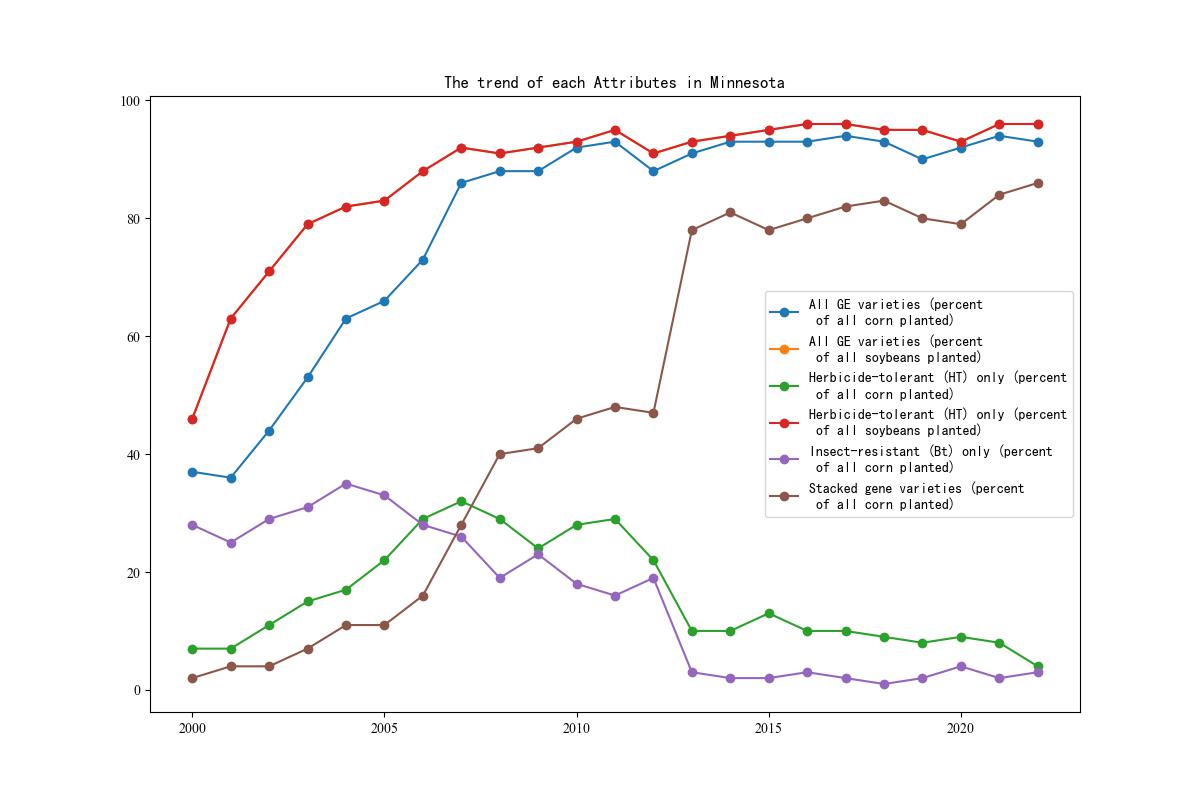 The trend of each Attributes in Minnesota
100
80
60
40
20
0
All GE varieties (percent
of all corn planted)
All GE varieties (percent
of all soybeans planted)
Herbicide-tolerant (HT) only (percent
of all corn planted)
Herbicide-tolerant (HT) only (percent
of all soybeans planted)
Insect-resistant (Bt) only (percent
of all corn planted)
Stacked gene varieties (percent
of all corn planted)
2000
2005
2010
2015
2020